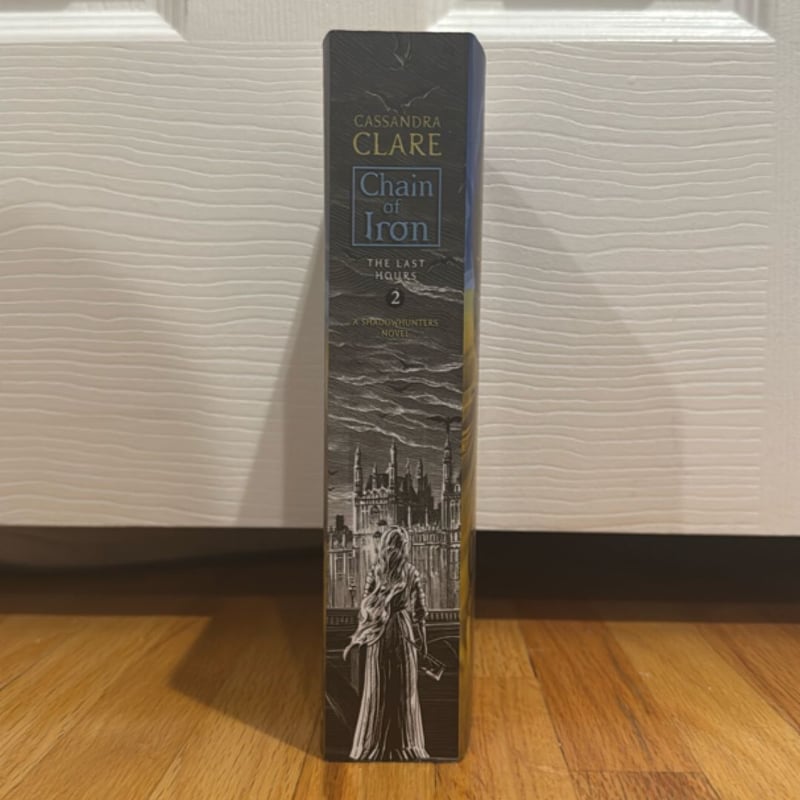 CASSANDRA
CLARE
Chain
of
Iron
THE LAST
HOURS
2
A SHADOWHUNTERS
NOVEL